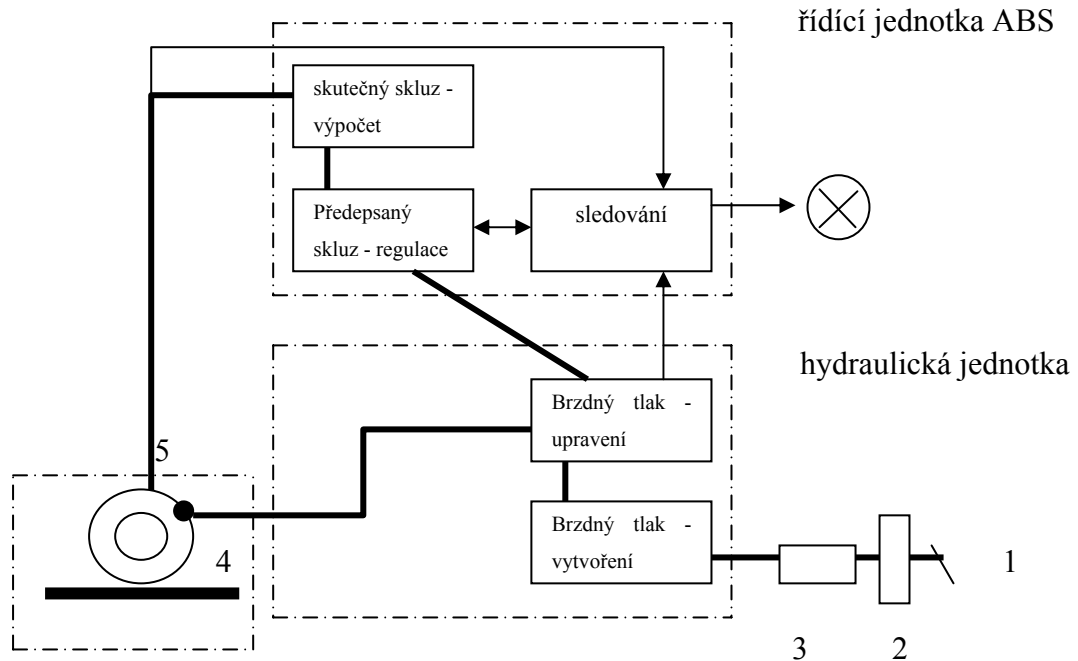 řídící jednotka ABS
skutečný skluz -
výpočet
Předepsaný
skluz - regulace
sledování
hydraulická jednotka
Brzdný tlak -
upravení
5
Brzdný tlak -
vytvoření
4
1
3
2